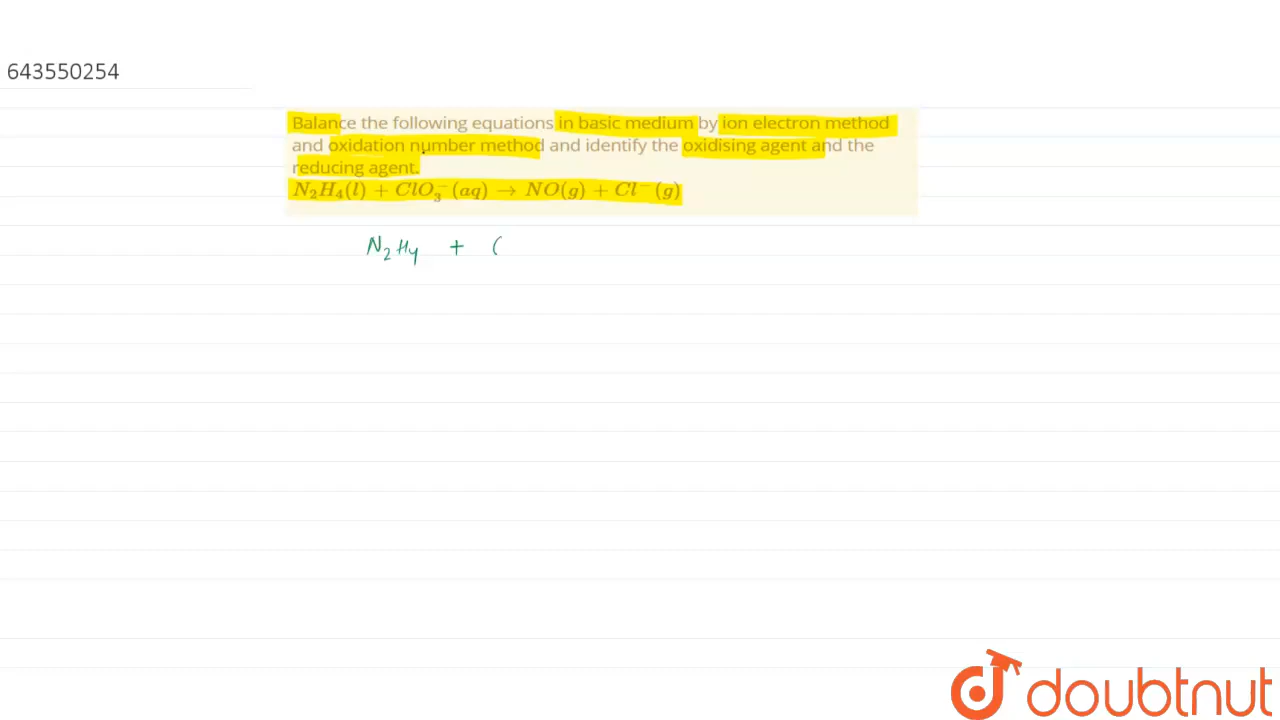 643550254
Balance the following equations in basic medium by ion electron method
and oxidation number method and identify the oxidising agent and the
reducing agent.
N₂H₄(l) + ClO₃⁻(aq) → NO(g) + Cl⁻(g)
N₂H₄ + (
doubtnut